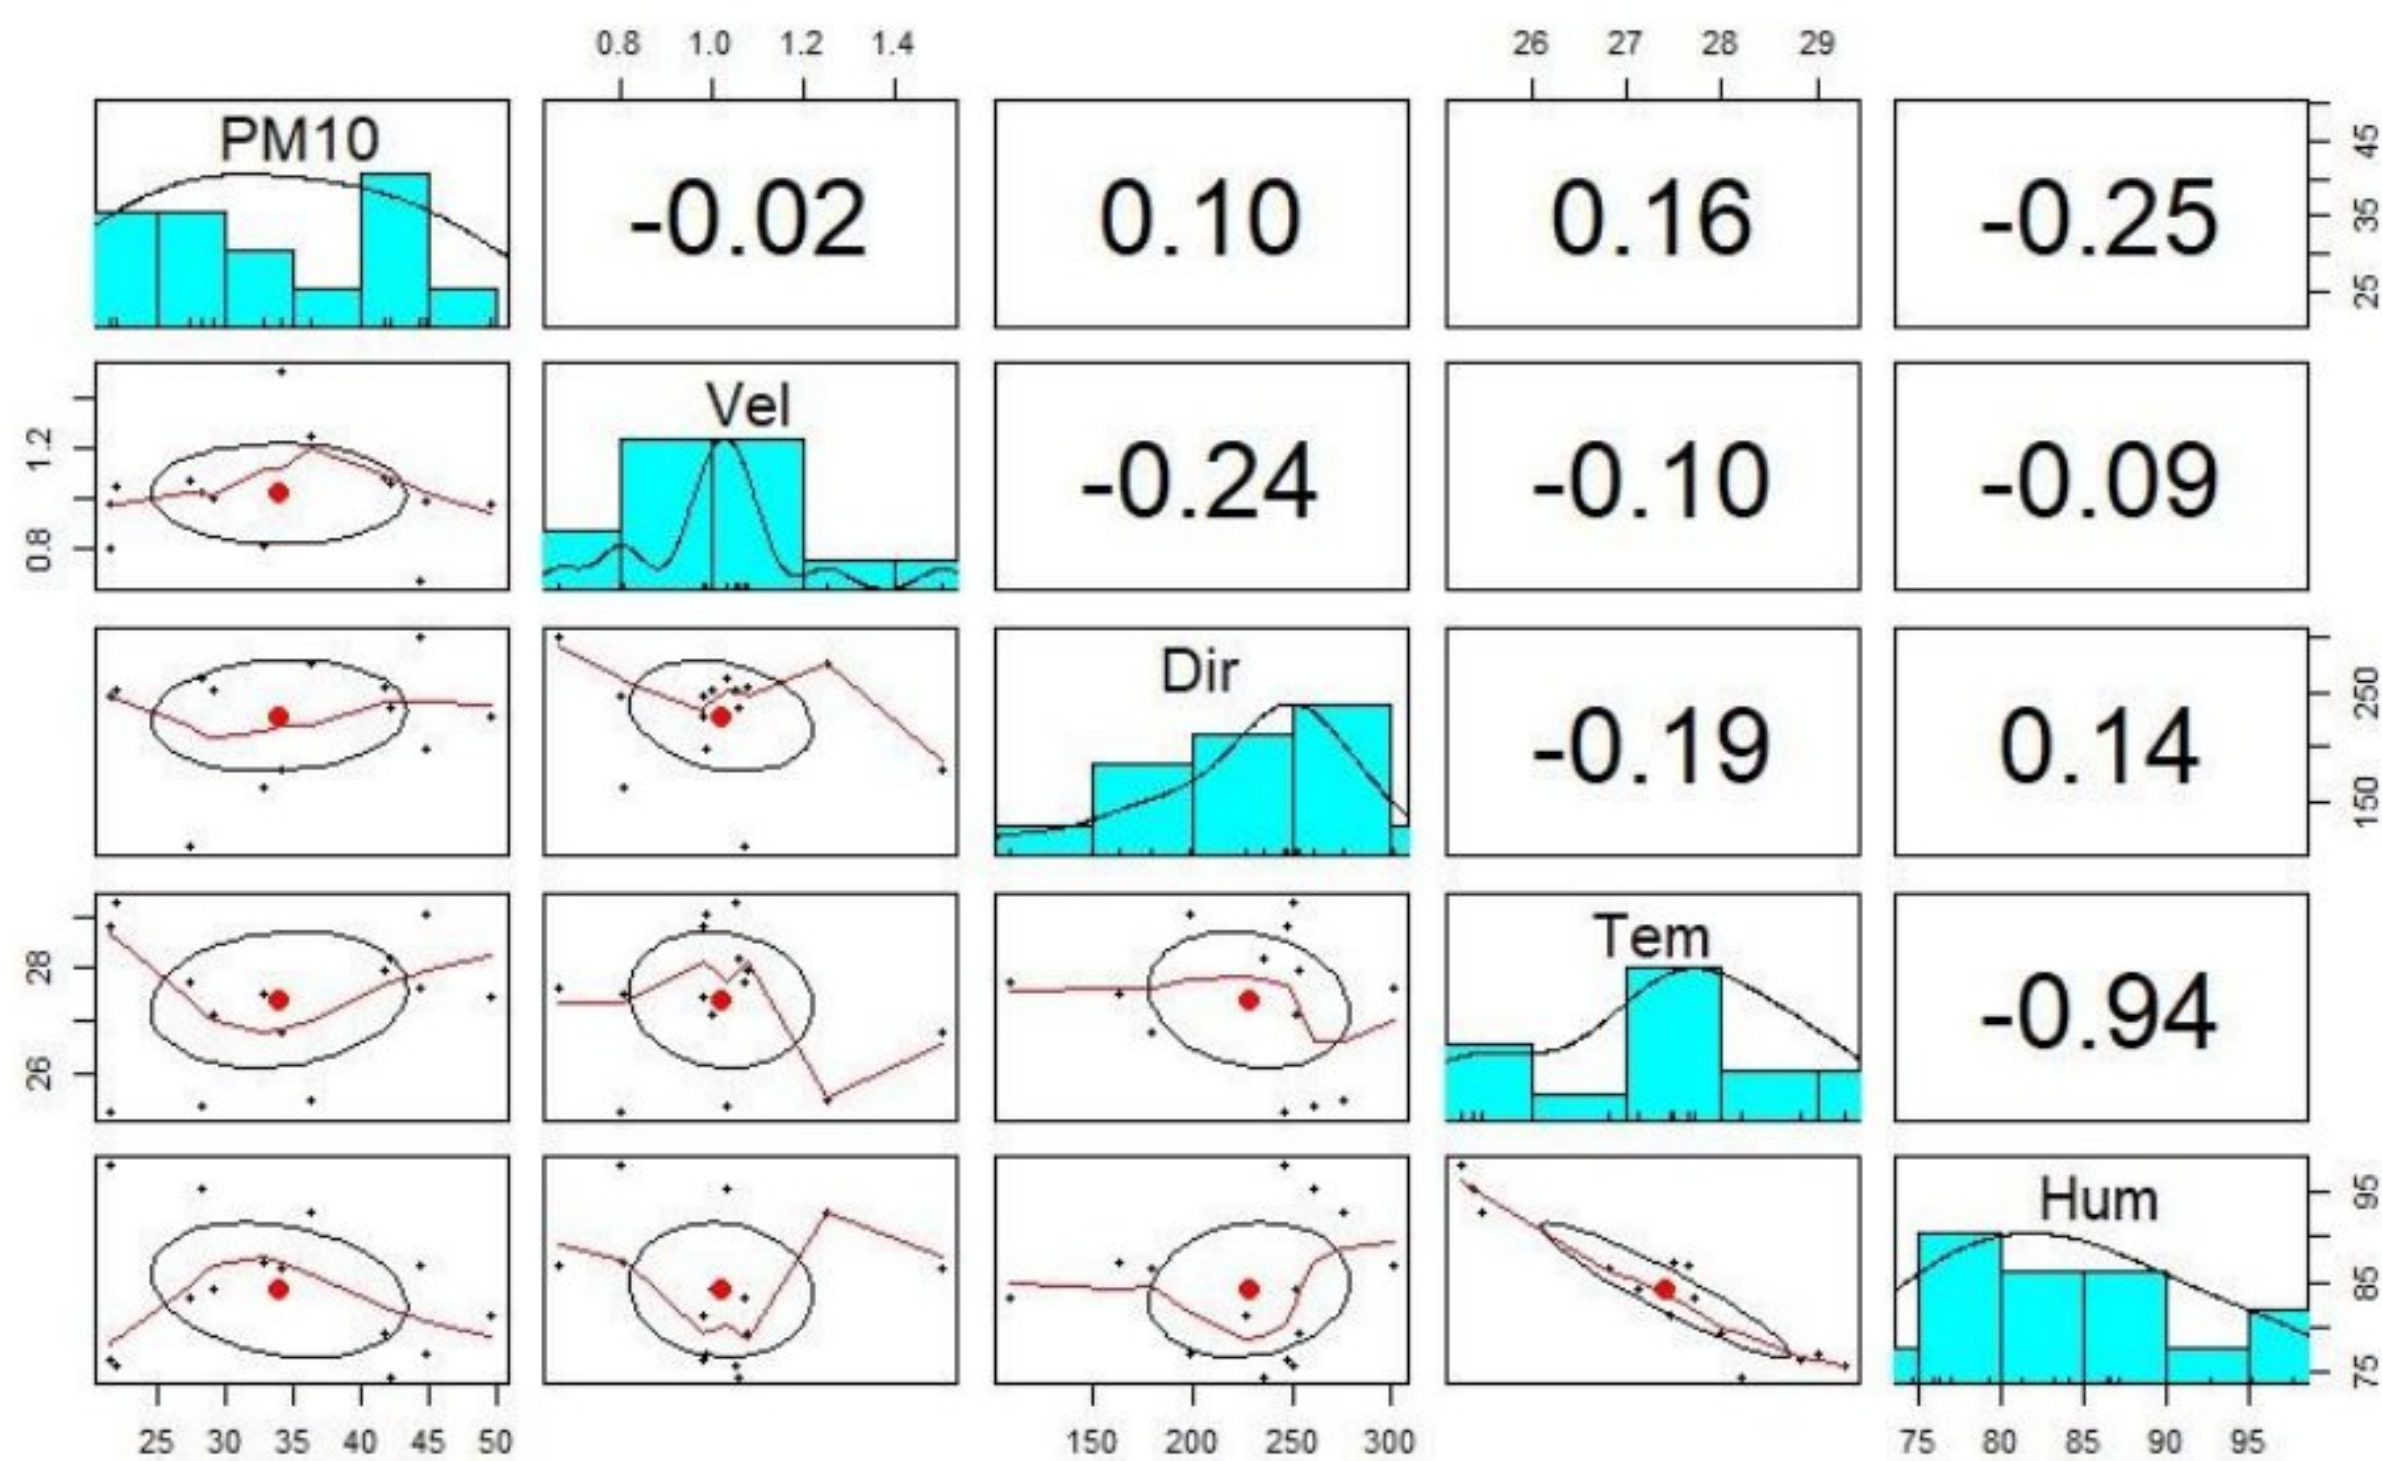 0.8 1.0 1.2 1.4 26 27 28 29
PM10 -0.02 0.10 0.16 -0.25
25 35 45
Vel -0.24 -0.10 -0.09
0.8 1.2
Dir -0.19 0.14
150 250
Tem -0.94
26 28
Hum
75 85 95
25 30 35 40 45 50 150 200 250 300 75 80 85 90 95